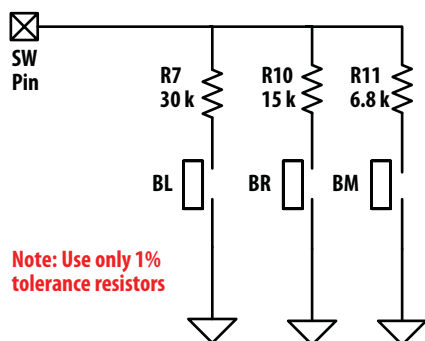 SW
Pin
R7
30 k
R10
15 k
R11
6.8 k
BL
BR
BM
Note: Use only 1%
tolerance resistors